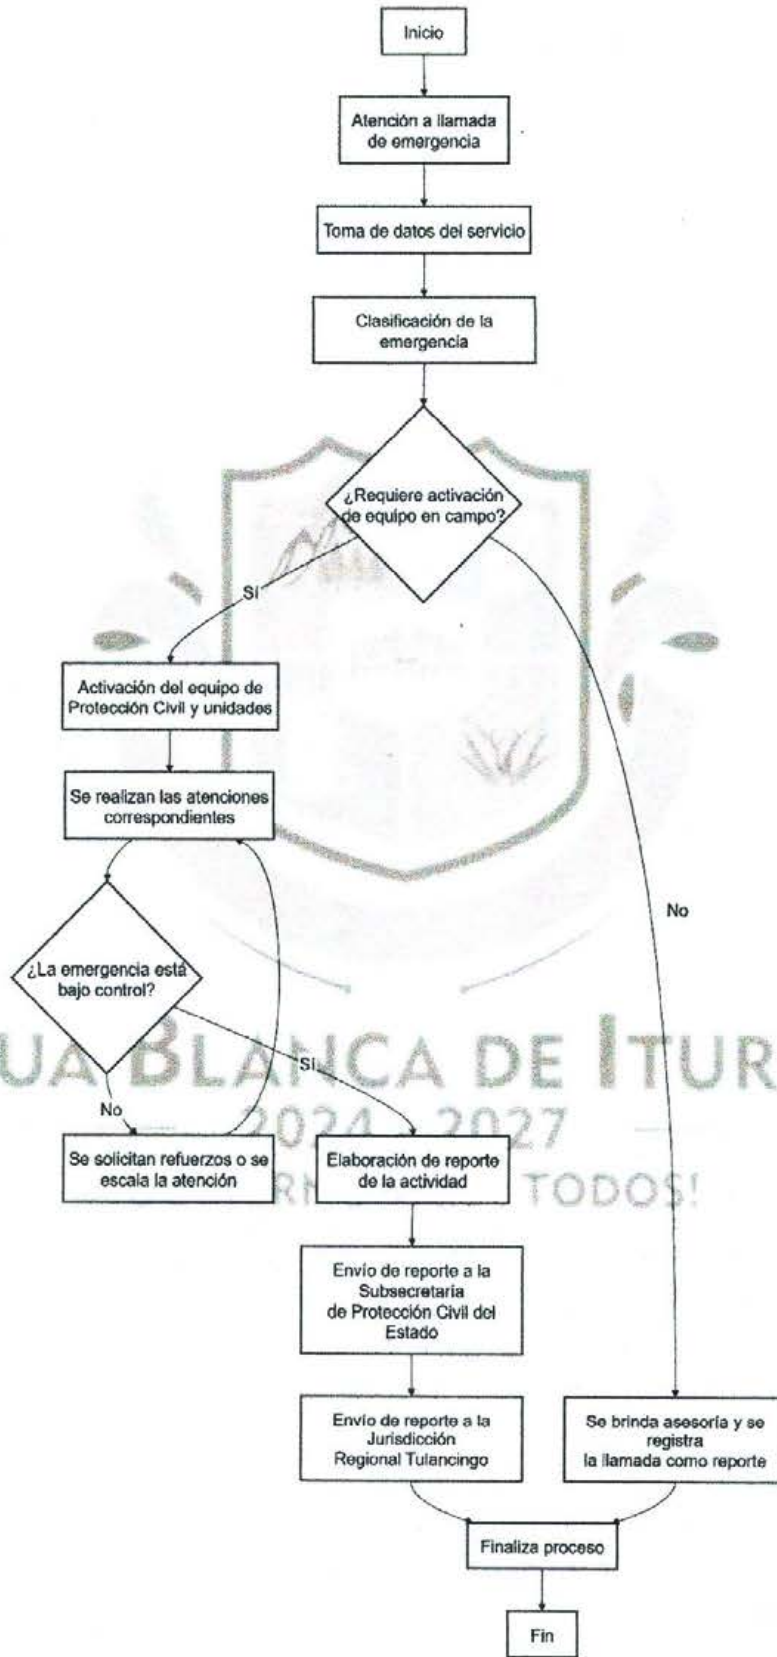 Inicio
Atención a llamada
de emergencia
Toma de datos del servicio
Clasificación de la
emergencia
¿Requiere activación
de equipo en campo?
Sí
Activación del equipo de
Protección Civil y unidades
Se realizan las atenciones
correspondientes
No
¿La emergencia está
bajo control?
UA BLANCA DE ITUR
Sí
No
2024 - 2027
Se solicitan refuerzos o se
escala la atención
Elaboración de reporte
de la actividad
TODOS!
Envío de reporte a la
Subsecretaría
de Protección Civil del
Estado
Envío de reporte a la
Jurisdicción
Regional Tulancingo
Se brinda asesoría y se
registra
la llamada como reporte
Finaliza proceso
Fin